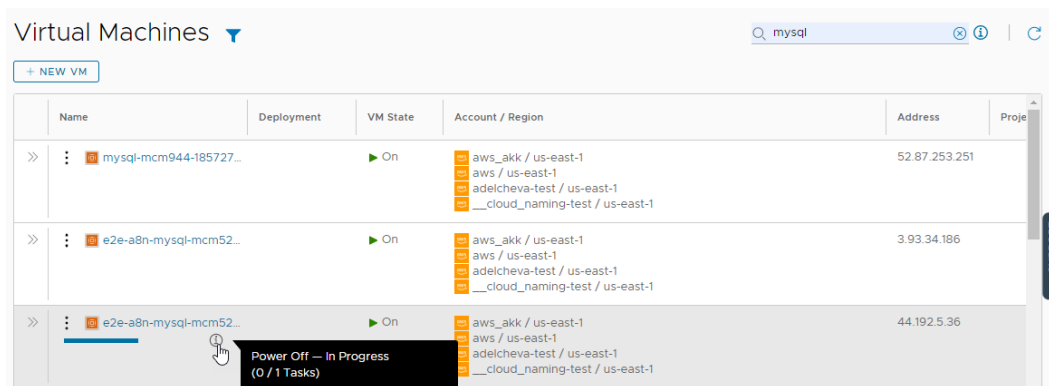 Virtual Machines
mysql
+ NEW VM
Name
Deployment
VM State
Account / Region
Address
Proje
mysql-mcm944-185727...
On
aws_akk / us-east-1
aws / us-east-1
adelcheva-test / us-east-1
__cloud_naming-test / us-east-1
52.87.253.251
e2e-a8n-mysql-mcm52...
On
aws_akk / us-east-1
aws / us-east-1
adelcheva-test / us-east-1
__cloud_naming-test / us-east-1
3.93.34.186
e2e-a8n-mysql-mcm52...
On
aws_akk / us-east-1
aws / us-east-1
adelcheva-test / us-east-1
__cloud_naming-test / us-east-1
44.192.5.36
Power Off — In Progress
(0 / 1 Tasks)